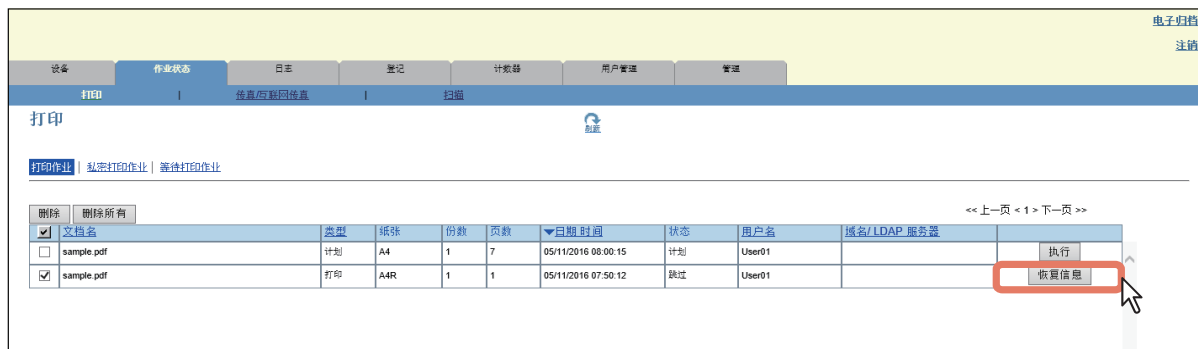 电子归档
注销
设备 作业状态 日志 登记 计数器 用户管理 管理
打印 | 传真/互联网传真 | 扫描
打印 刷新
打印作业 | 私密打印作业 | 等待打印作业
删除 删除所有 << 上一页 < 1 > 下一页 >>
文档名 类型 纸张 份数 页数 ▼日期 时间 状态 用户名 域名/ LDAP 服务器
sample.pdf 计划 A4 1 7 05/11/2016 08:00:15 计划 User01 执行
sample.pdf 打印 A4R 1 1 05/11/2016 07:50:12 跳过 User01 恢复信息